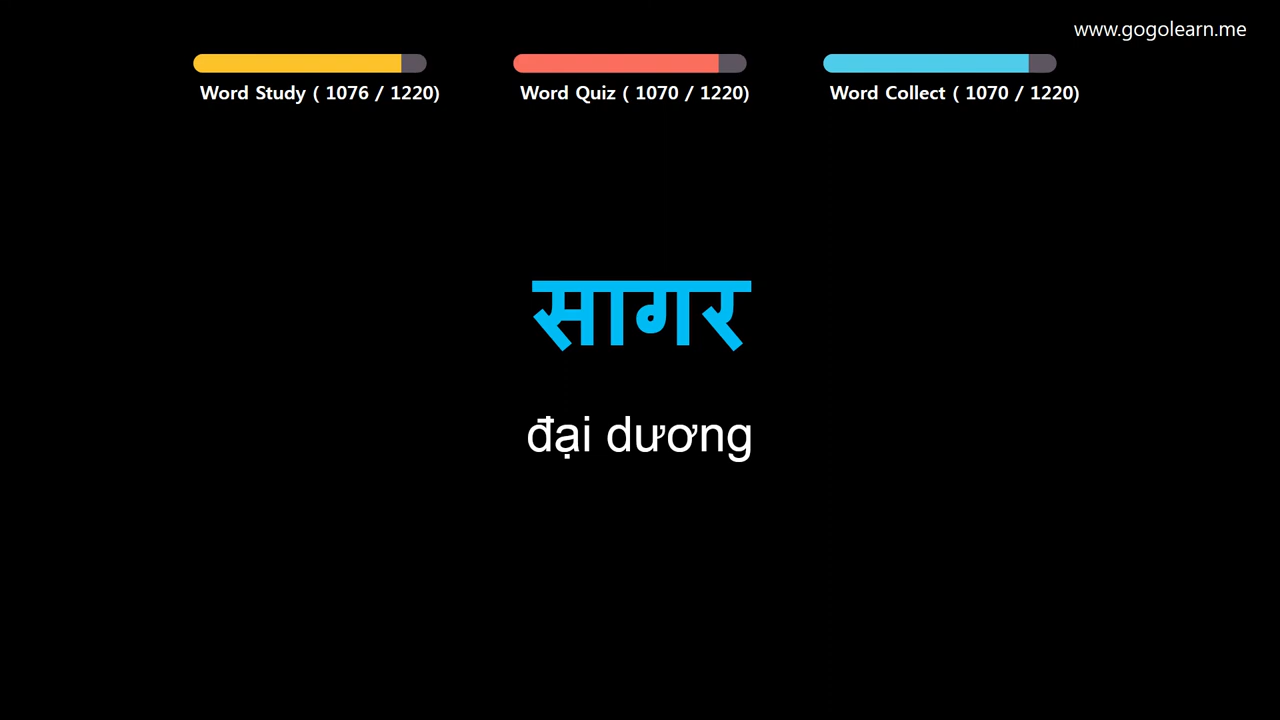 www.gogolearn.me
Word Study ( 1076 / 1220)
Word Quiz ( 1070 / 1220)
Word Collect ( 1070 / 1220)
सागर
đại dương